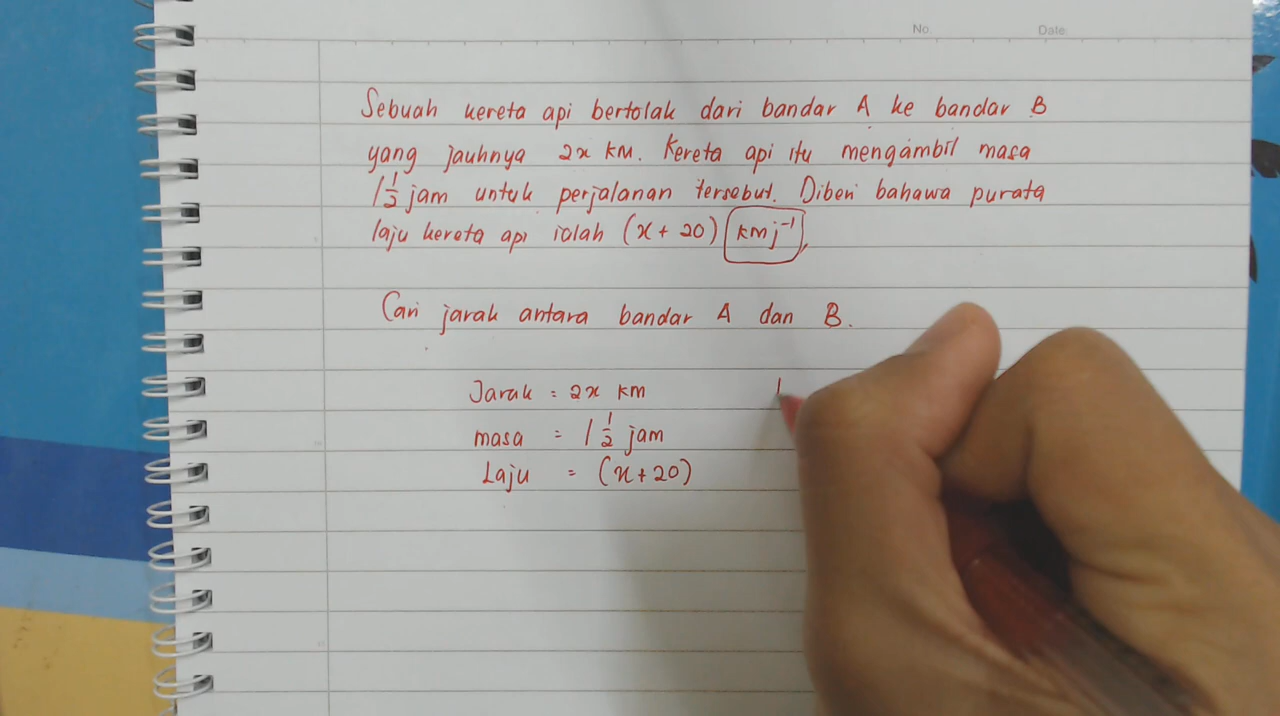 No.
Date
Sebuah kereta api bertolak dari bandar A ke bandar B
yang jauhnya 2x KM. Kereta api itu mengambil masa
1 1/2 jam untuk perjalanan tersebut. Diberi bahawa purata
laju kereta api ialah (x + 20) kmj⁻¹,
Cari jarak antara bandar A dan B.
Jarak = 2x KM
masa = 1 1/2 jam
Laju = (x+20)